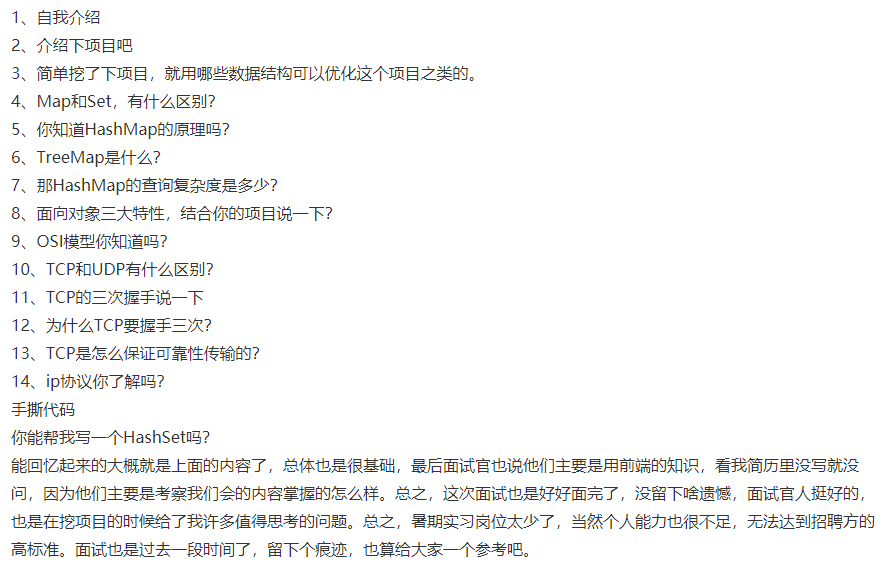 1、自我介绍
2、介绍下项目吧
3、简单挖了下项目，就用哪些数据结构可以优化这个项目之类的。
4、Map和Set，有什么区别？
5、你知道HashMap的原理吗？
6、TreeMap是什么？
7、那HashMap的查询复杂度是多少？
8、面向对象三大特性，结合你的项目说一下？
9、OSI模型你知道吗？
10、TCP和UDP有什么区别？
11、TCP的三次握手说一下
12、为什么TCP要握手三次？
13、TCP是怎么保证可靠性传输的？
14、ip协议你了解吗？
手撕代码
你能帮我写一个HashSet吗？
能回忆起来的大概就是上面的内容了，总体也是很基础，最后面试官也说他们主要是用前端的知识，看我简历里没写就没
问，因为他们主要是考察我们会的内容掌握的怎么样。总之，这次面试也是好好面完了，没留下啥遗憾，面试官人挺好的，
也是在挖项目的时候给了我许多值得思考的问题。总之，暑期实习岗位太少了，当然个人能力也很不足，无法达到招聘方的
高标准。面试也是过去一段时间了，留下个痕迹，也算给大家一个参考吧。